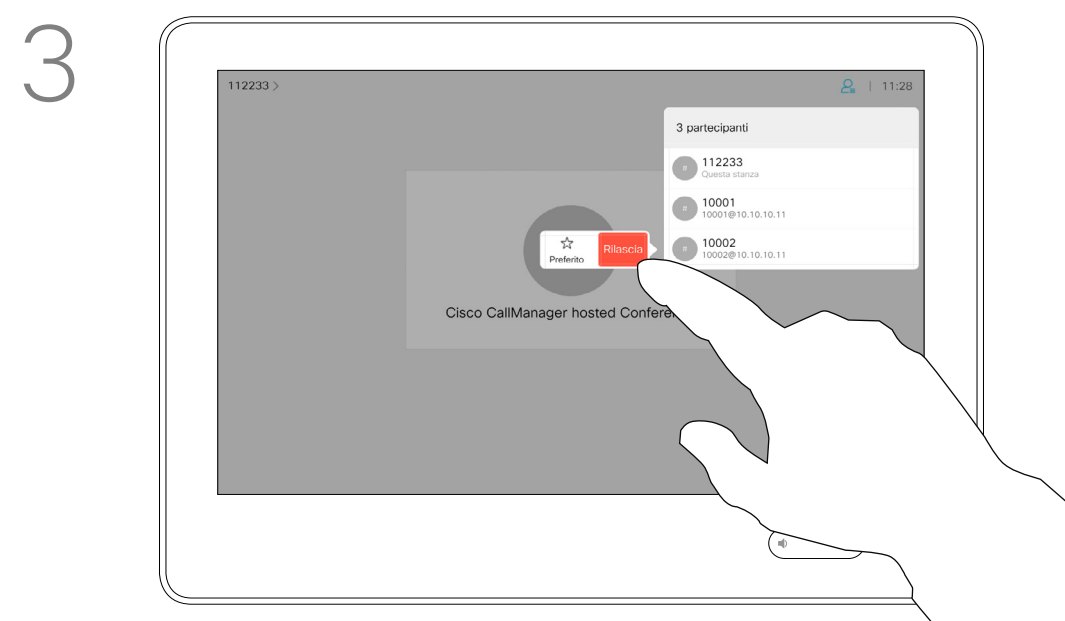 3
112233 >
| 11:28
3 partecipanti
#
112233
Questa stanza
#
10001
10001@10.10.10.11
#
10002
10002@10.10.10.11
Preferito
Rilascia
Cisco CallManager hosted